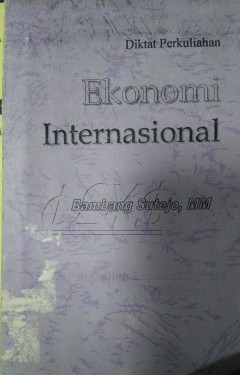 Diktat Perkuliahan
Ekonomi
Internasional
Bambang Sutejo, MM